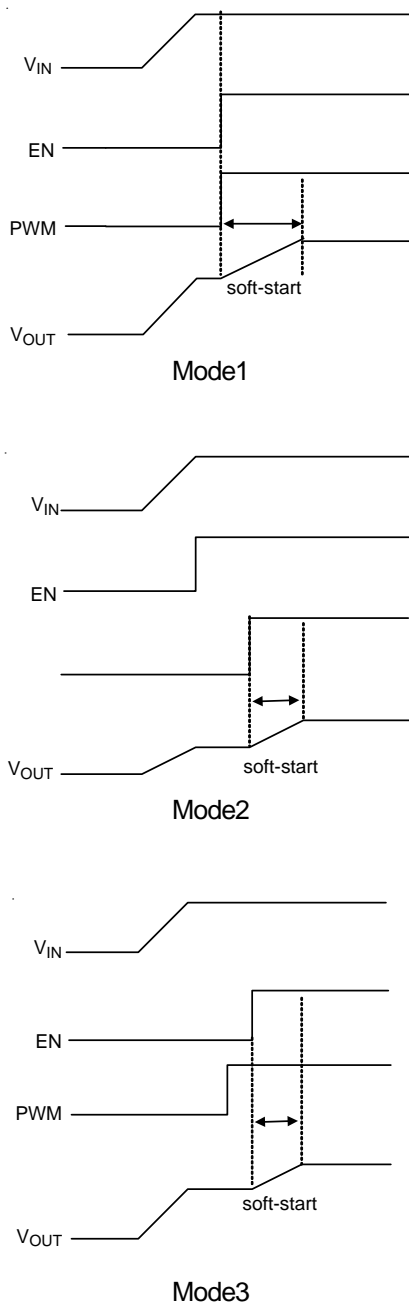 VIN
EN
PWM
soft-start
VOUT
Mode1
VIN
EN
soft-start
VOUT
Mode2
VIN
EN
PWM
soft-start
VOUT
Mode3